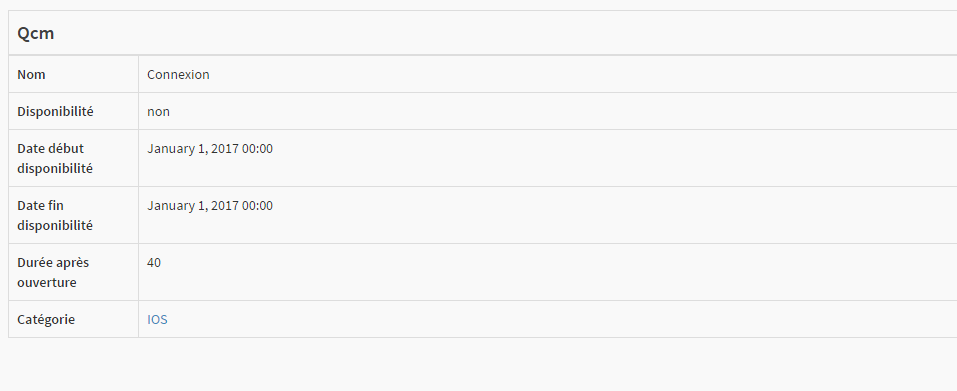 Qcm
Nom Connexion
Disponibilité non
Date début January 1, 2017 00:00
disponibilité
Date fin January 1, 2017 00:00
disponibilité
Durée après 40
ouverture
Catégorie IOS